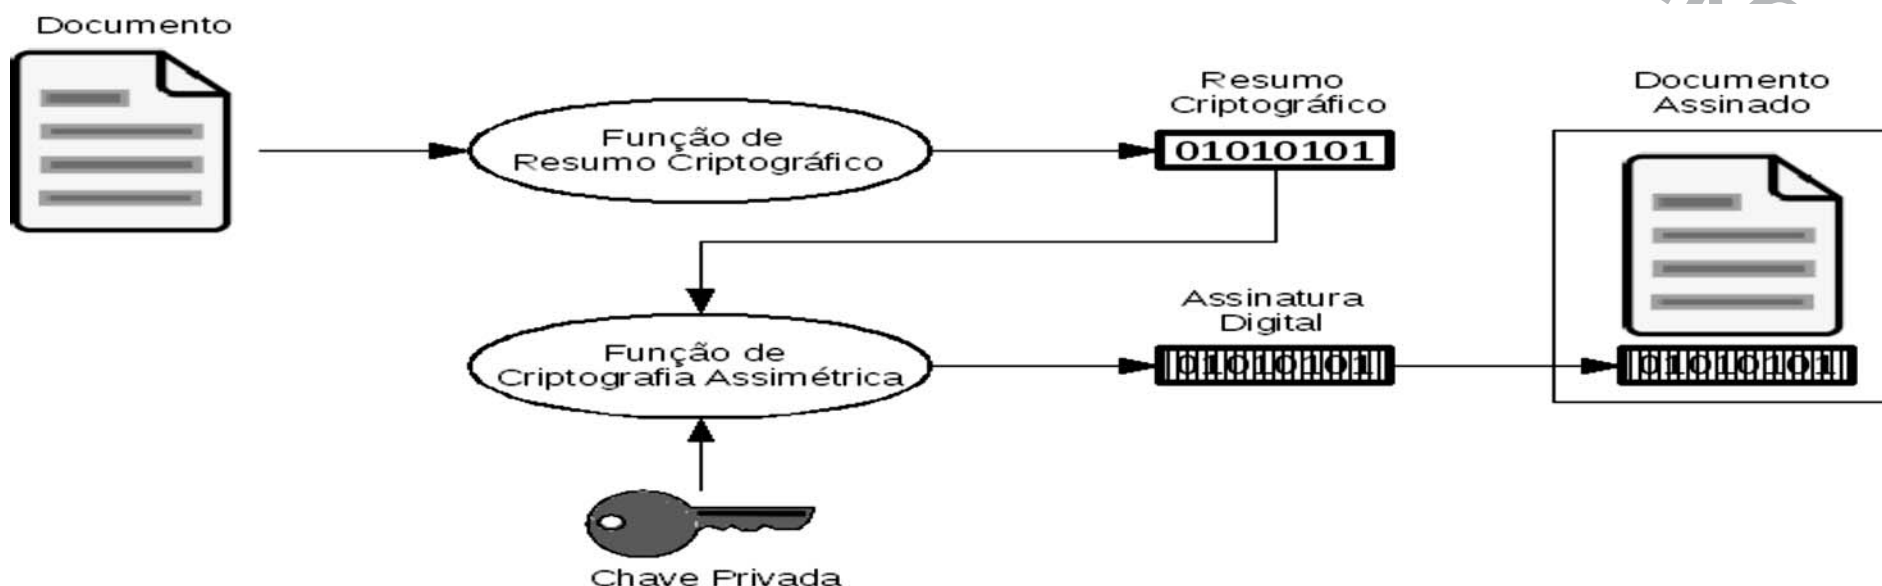 Documento
Função de
Resumo Criptográfico
Resumo
Criptográfico
01010101
Documento
Assinado
Função de
Criptografia Assimétrica
Assinatura
Digital
01010101
01010101
Chave Privada